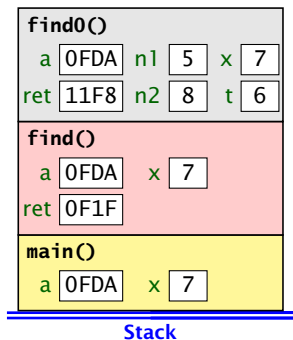 find0()
a 0FDA n1 5 x 7
ret 11F8 n2 8 t 6
find()
a 0FDA x 7
ret 0F1F
main()
a 0FDA x 7
Stack